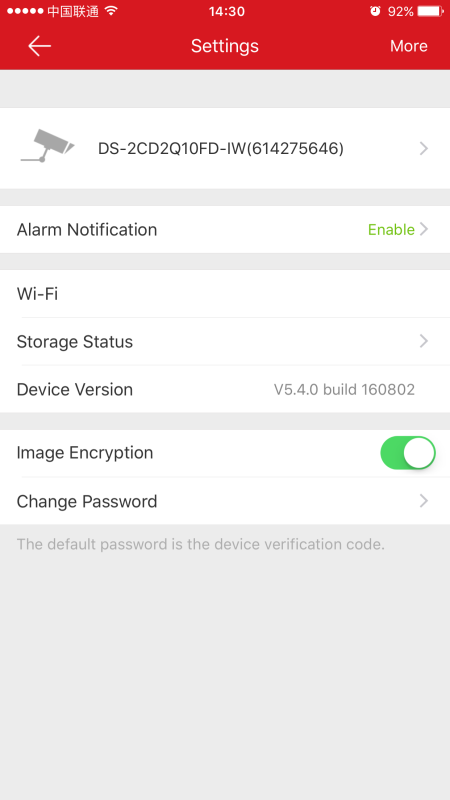 中国联通 14:30 92%
Settings More
DS-2CD2Q10FD-IW(614275646)
Alarm Notification Enable
Wi-Fi
Storage Status
Device Version V5.4.0 build 160802
Image Encryption
Change Password
The default password is the device verification code.